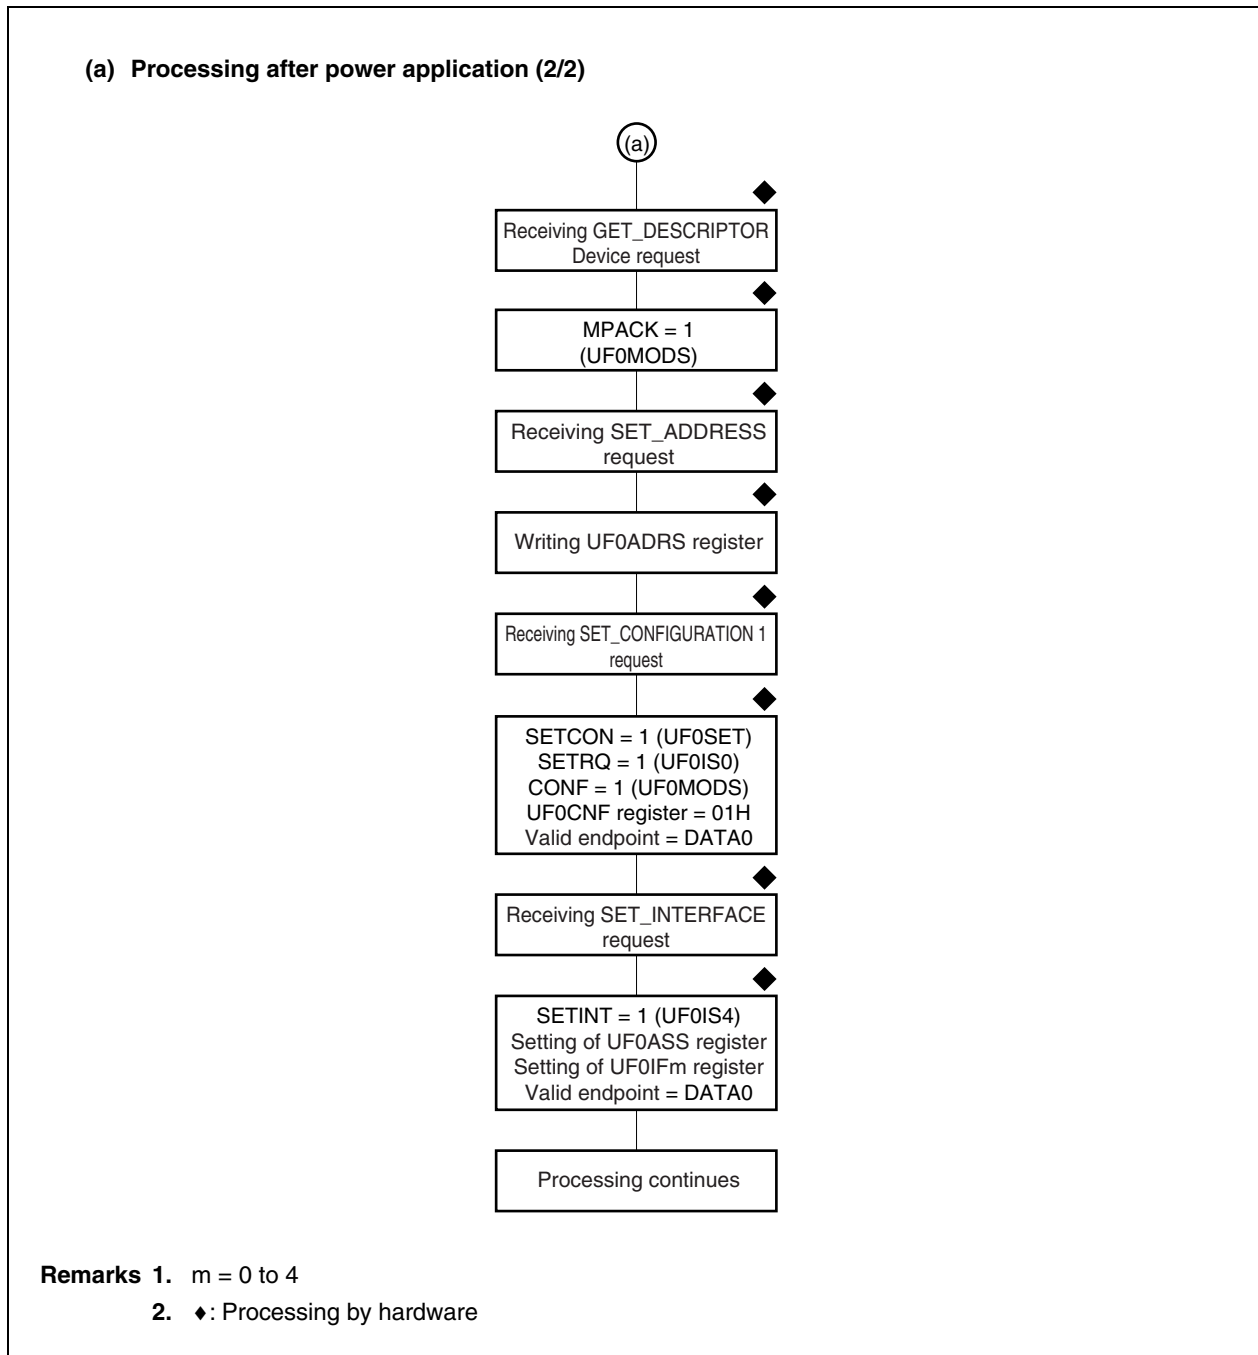 (a) Processing after power application (2/2)
(a)
Receiving GET_DESCRIPTOR
Device request
MPACK = 1
(UF0MODS)
Receiving SET_ADDRESS
request
Writing UF0ADRS register
Receiving SET_CONFIGURATION 1
request
SETCON = 1 (UF0SET)
SETRQ = 1 (UF0IS0)
CONF = 1 (UF0MODS)
UF0CNF register = 01H
Valid endpoint = DATA0
Receiving SET_INTERFACE
request
SETINT = 1 (UF0IS4)
Setting of UF0ASS register
Setting of UF0IFm register
Valid endpoint = DATA0
Processing continues
Remarks 1. m = 0 to 4
2. ♦: Processing by hardware